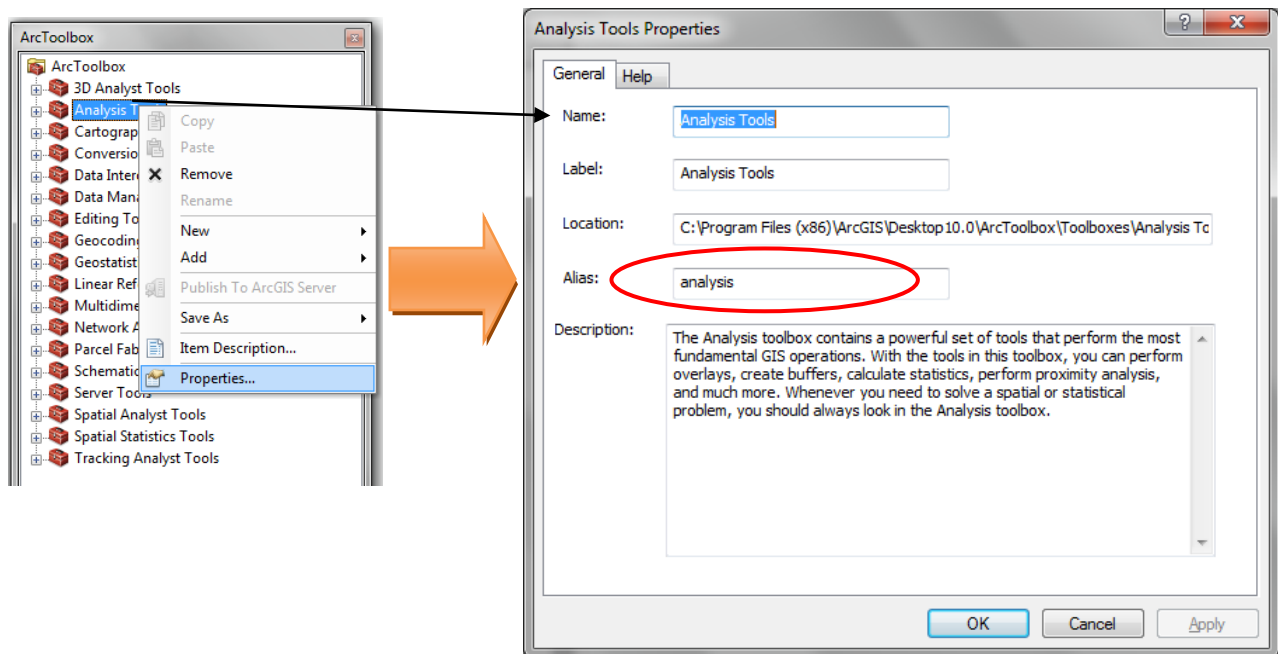 ArcToolbox
ArcToolbox
3D Analyst Tools
Analysis T
Cartograp
Conversio
Data Inter
Data Mana
Editing To
Geocoding
Geostatist
Linear Ref
Multidime
Network A
Parcel Fab
Schematic
Server Tools
Spatial Analyst Tools
Spatial Statistics Tools
Tracking Analyst Tools
Copy
Paste
Remove
Rename
New
Add
Publish To ArcGIS Server
Save As
Item Description...
Properties...
Analysis Tools Properties
General Help
Name: Analysis Tools
Label: Analysis Tools
Location: C:\Program Files (x86)\ArcGIS\Desktop10.0\ArcToolbox\Toolboxes\Analysis To
Alias: analysis
Description: The Analysis toolbox contains a powerful set of tools that perform the most
fundamental GIS operations. With the tools in this toolbox, you can perform
overlays, create buffers, calculate statistics, perform proximity analysis,
and much more. Whenever you need to solve a spatial or statistical
problem, you should always look in the Analysis toolbox.
OK Cancel Apply